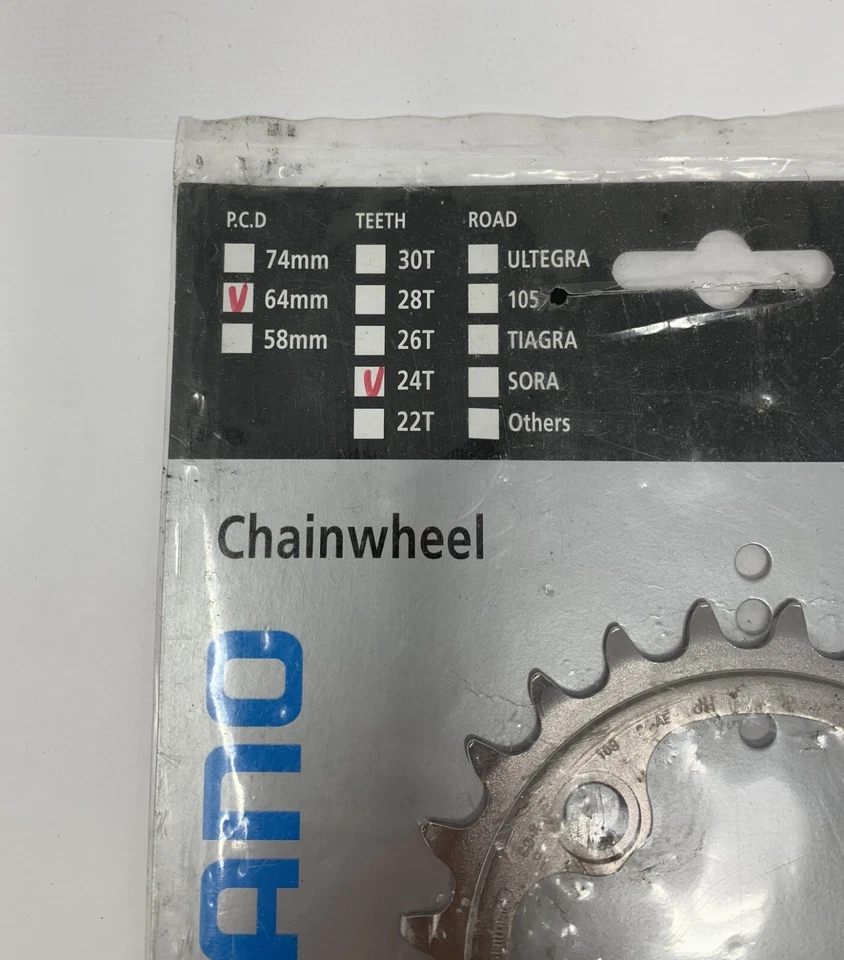 P.C.D TEETH ROAD
74mm 30T ULTEGRA
V 64mm 28T 105
58mm 26T TIAGRA
V 24T SORA
22T Others
Chainwheel
ANO